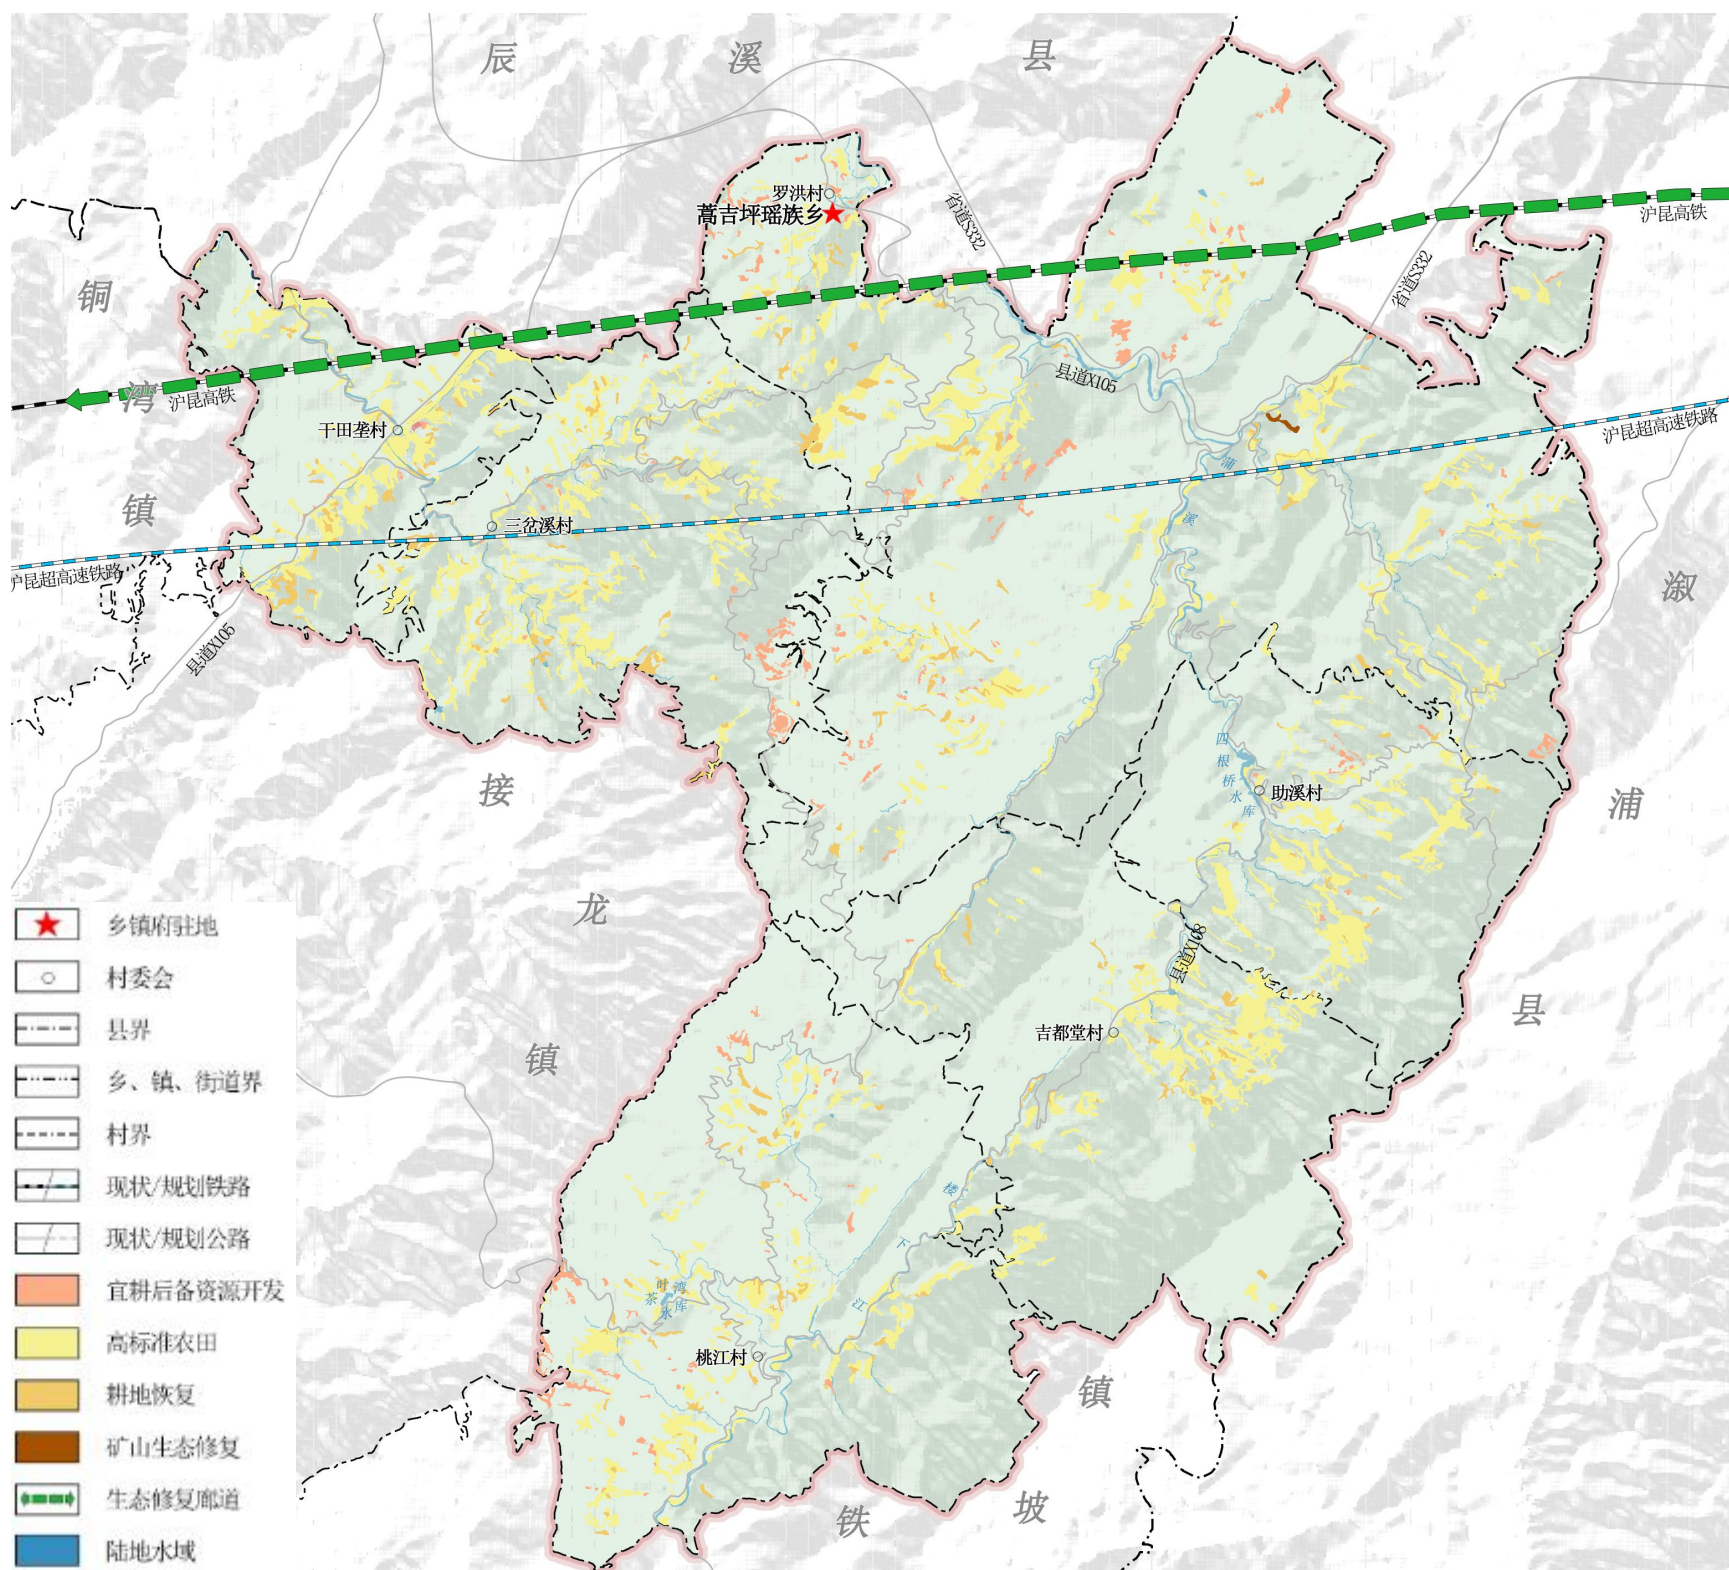 辰溪县
罗洪村
蒿吉坪瑶族乡
省道S332
沪昆高铁
省道S332
铜湾镇
沪昆高铁
县道X105
干田垄村
沪昆超高速铁路
蒲溪
三岔溪村
沪昆超高速铁路
县道X105
溆浦县
四根桥水库
助溪村
接龙镇
县道X108
吉都堂村
楼下江
茶叶湾水库
桃江村
铁坡镇
乡镇府驻地
村委会
县界
乡、镇、街道界
村界
现状/规划铁路
现状/规划公路
宜耕后备资源开发
高标准农田
耕地恢复
矿山生态修复
生态修复廊道
陆地水域